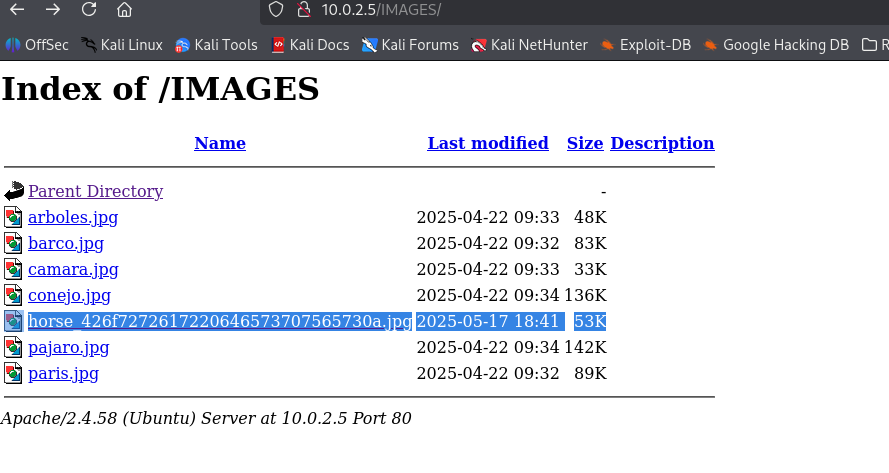 10.0.2.5/IMAGES/
OffSec Kali Linux Kali Tools Kali Docs Kali Forums Kali NetHunter Exploit-DB Google Hacking DB R
Index of /IMAGES
Name Last modified Size Description
Parent Directory -
arboles.jpg 2025-04-22 09:33 48K
barco.jpg 2025-04-22 09:32 83K
camara.jpg 2025-04-22 09:33 33K
conejo.jpg 2025-04-22 09:34 136K
horse_426f7272617220646573707565730a.jpg 2025-05-17 18:41 53K
pajaro.jpg 2025-04-22 09:34 142K
paris.jpg 2025-04-22 09:32 89K
Apache/2.4.58 (Ubuntu) Server at 10.0.2.5 Port 80